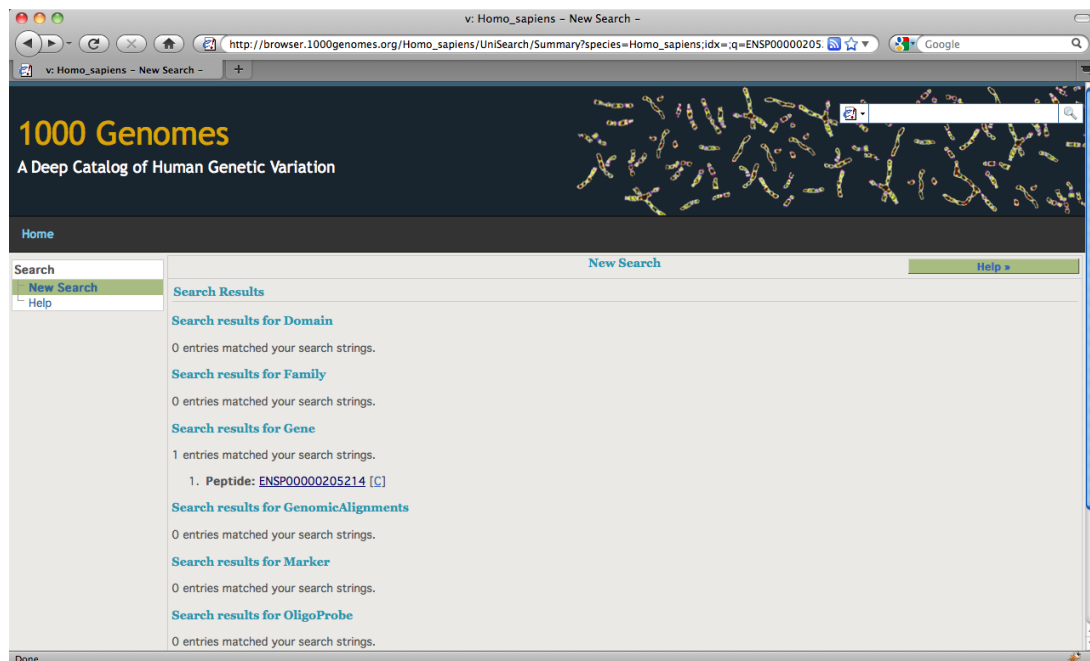 v: Homo_sapiens – New Search –
http://browser.1000genomes.org/Homo_sapiens/UniSearch/Summary?species=Homo_sapiens;idx=;q=ENSP00000205
Google
v: Homo_sapiens – New Search –
1000 Genomes
A Deep Catalog of Human Genetic Variation
Home
Search
New Search
Help
New Search
Help »
Search Results
Search results for Domain
0 entries matched your search strings.
Search results for Family
0 entries matched your search strings.
Search results for Gene
1 entries matched your search strings.
1. Peptide: ENSP00000205214 [C]
Search results for GenomicAlignments
0 entries matched your search strings.
Search results for Marker
0 entries matched your search strings.
Search results for OligoProbe
0 entries matched your search strings.
Done